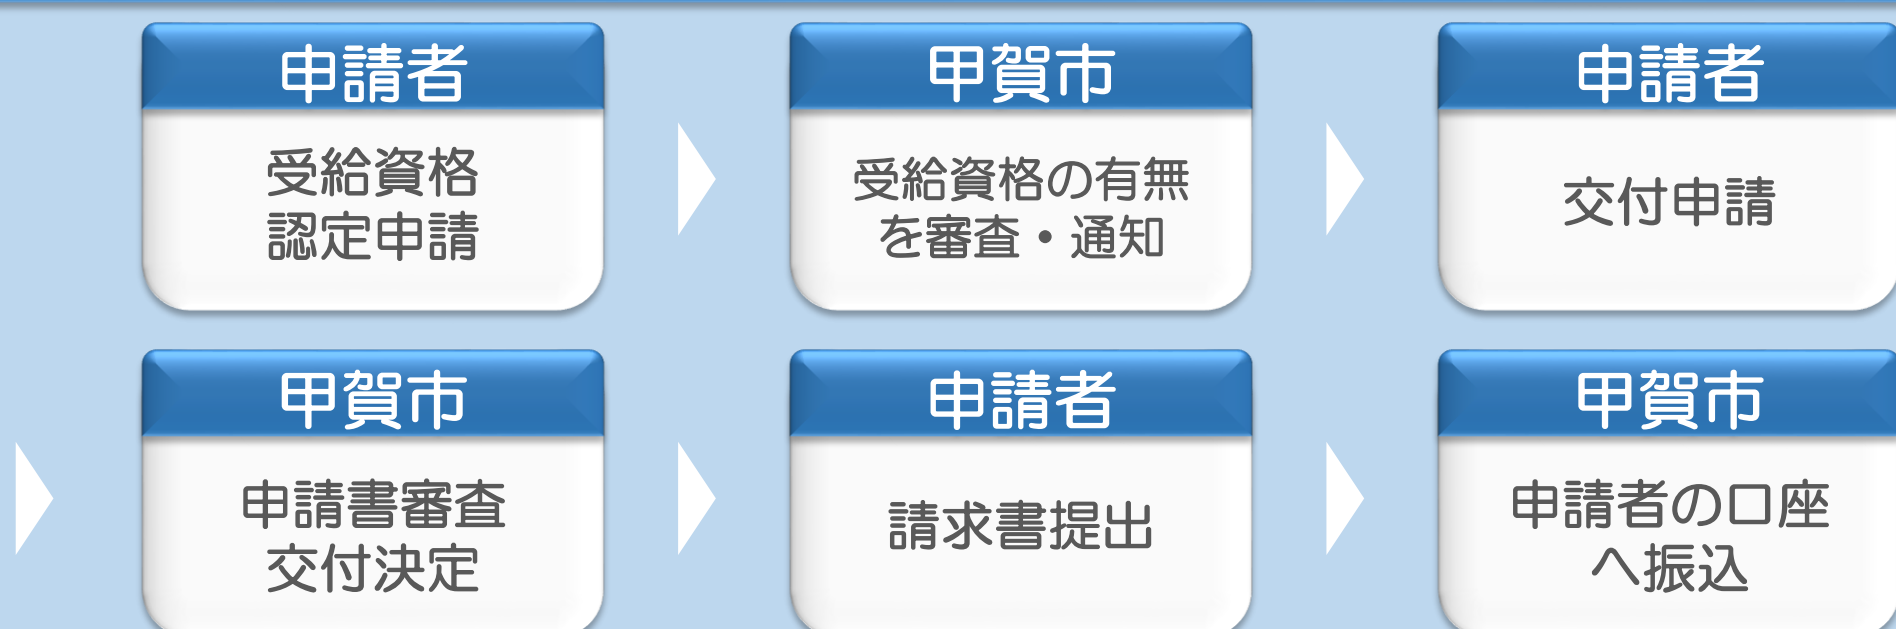 申請者
受給資格
認定申請
甲賀市
受給資格の有無
を審査・通知
申請者
交付申請
甲賀市
申請書審査
交付決定
申請者
請求書提出
甲賀市
申請者の口座
へ振込